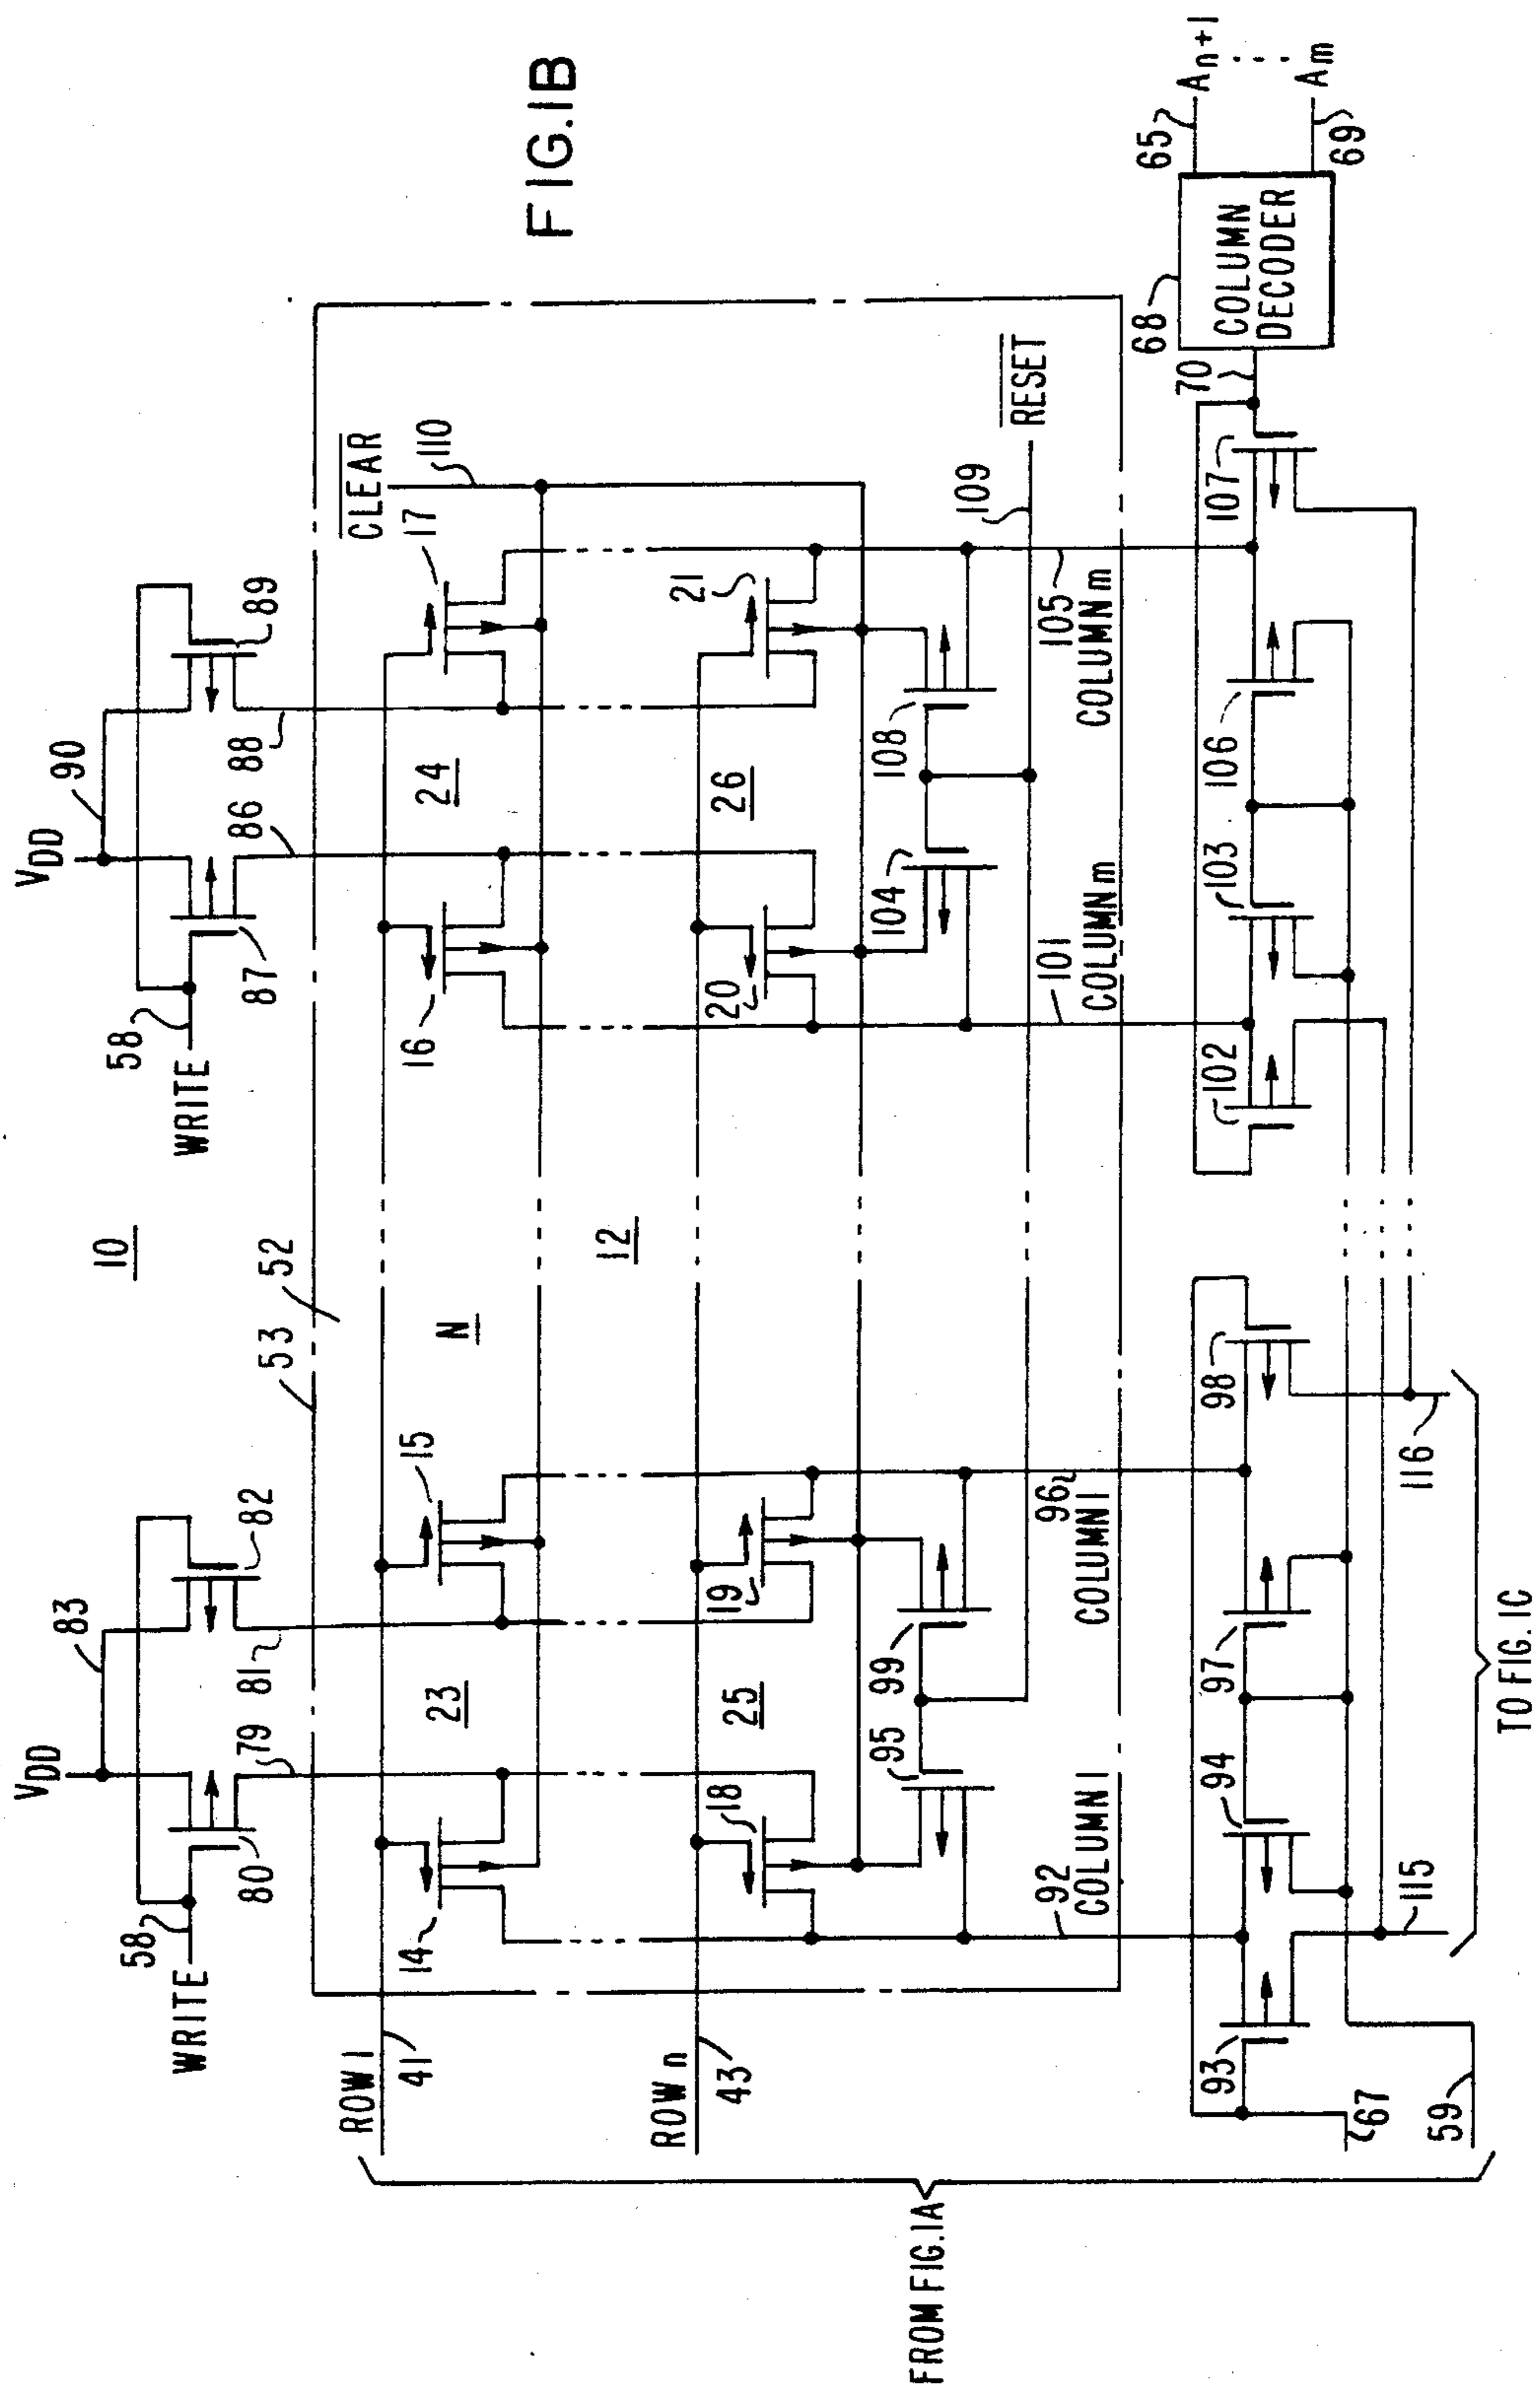 FIG.1B
10
VDD
83
VDD
90
WRITE
58
80
79
81
82
WRITE
58
87
86
88
89
53
52
ROW 1
41
14
23
15
N
16
24
17
CLEAR
110
12
ROW n
43
18
25
19
20
26
21
95
99
104
108
109
RESET
92
COLUMN 1
96
COLUMN 1
101
COLUMN m
105
COLUMN m
93
94
97
98
102
103
106
107
70
68
COLUMN
DECODER
65
An+1
Am
69
67
59
115
116
FROM FIG.1A
TO FIG. 1C